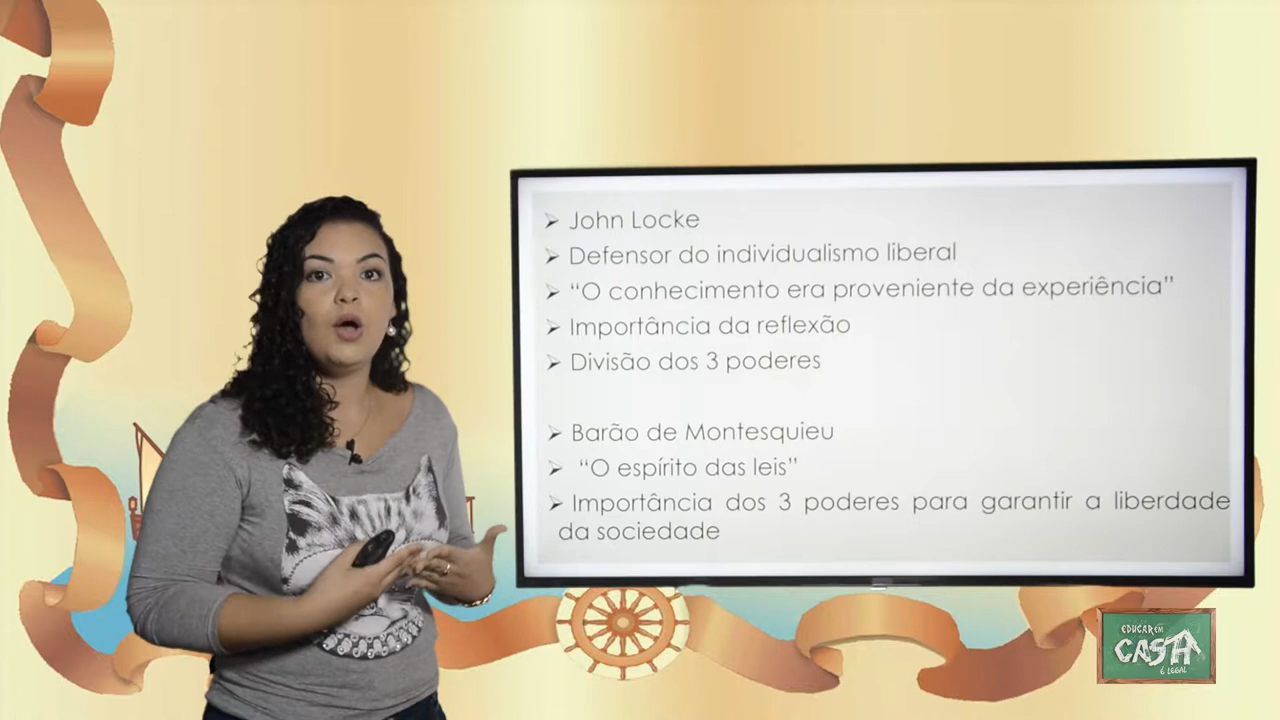 ➢ John Locke
➢ Defensor do individualismo liberal
➢ “O conhecimento era proveniente da experiência”
➢ Importância da reflexão
➢ Divisão dos 3 poderes
➢ Barão de Montesquieu
➢ “O espírito das leis”
➢ Importância dos 3 poderes para garantir a liberdade
da sociedade
EDUCAR EM
CASA
É LEGAL